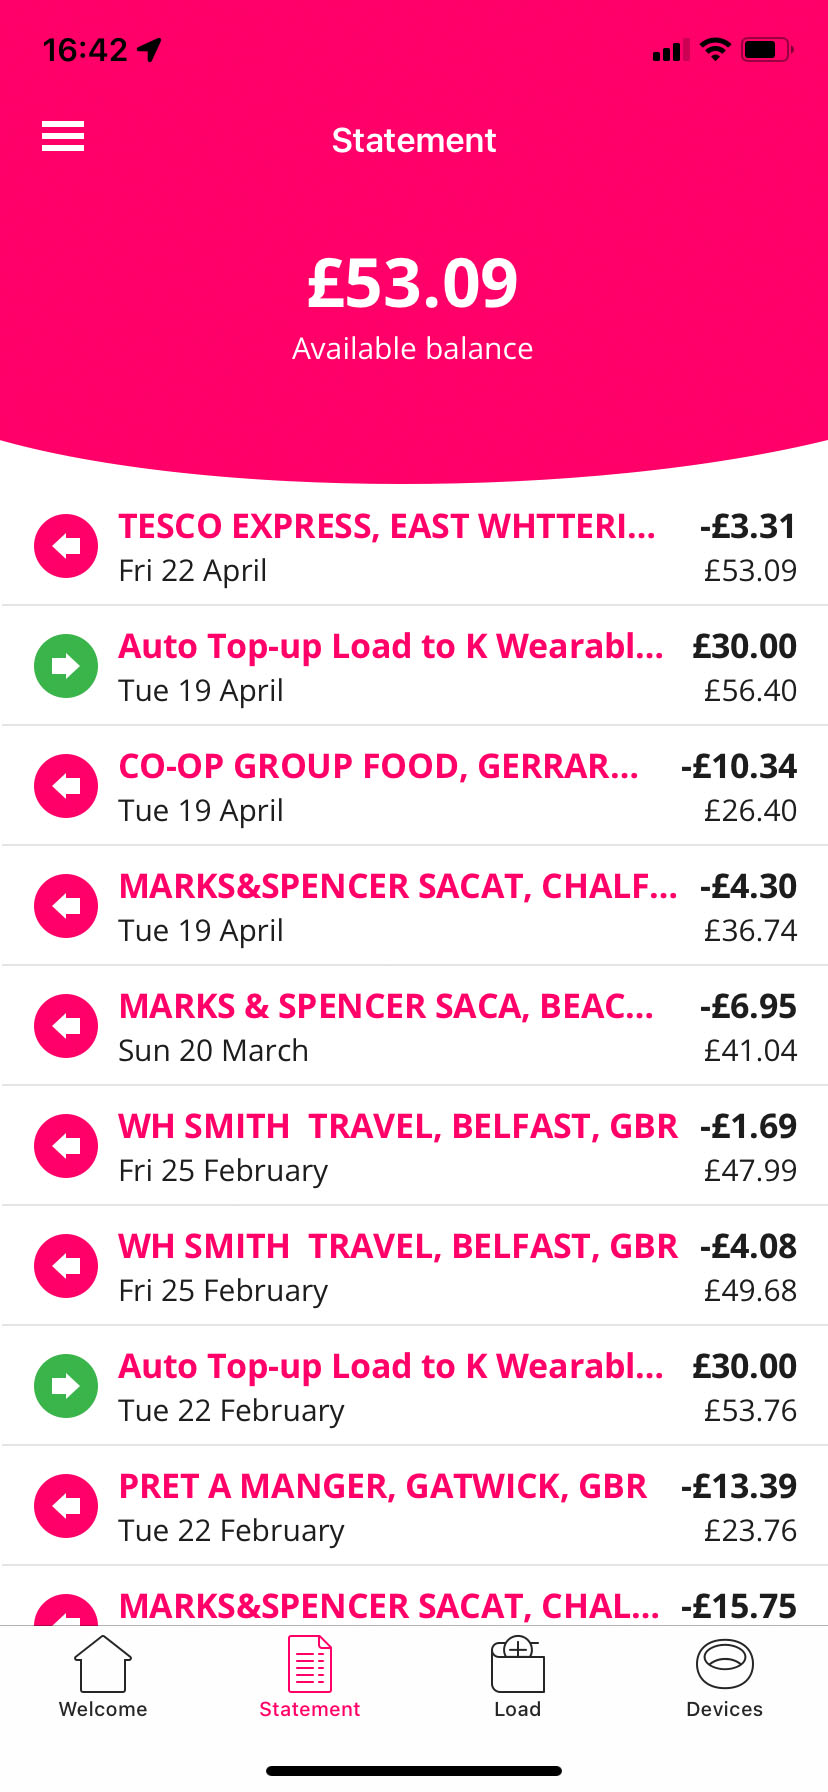 16:42
Statement
£53.09
Available balance
TESCO EXPRESS, EAST WHTTERI... -£3.31
Fri 22 April £53.09
Auto Top-up Load to K Wearabl... £30.00
Tue 19 April £56.40
CO-OP GROUP FOOD, GERRAR... -£10.34
Tue 19 April £26.40
MARKS&SPENCER SACAT, CHALF... -£4.30
Tue 19 April £36.74
MARKS & SPENCER SACA, BEAC... -£6.95
Sun 20 March £41.04
WH SMITH  TRAVEL, BELFAST, GBR -£1.69
Fri 25 February £47.99
WH SMITH  TRAVEL, BELFAST, GBR -£4.08
Fri 25 February £49.68
Auto Top-up Load to K Wearabl... £30.00
Tue 22 February £53.76
PRET A MANGER, GATWICK, GBR -£13.39
Tue 22 February £23.76
MARKS&SPENCER SACAT, CHAL... -£15.75
Welcome Statement Load Devices